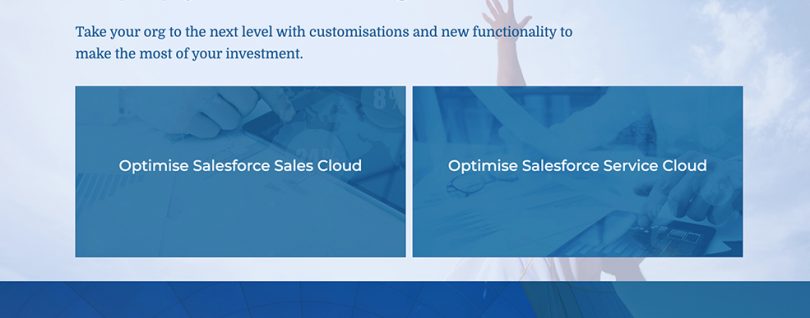 Take your org to the next level with customisations and new functionality to
make the most of your investment.
Optimise Salesforce Sales Cloud
Optimise Salesforce Service Cloud